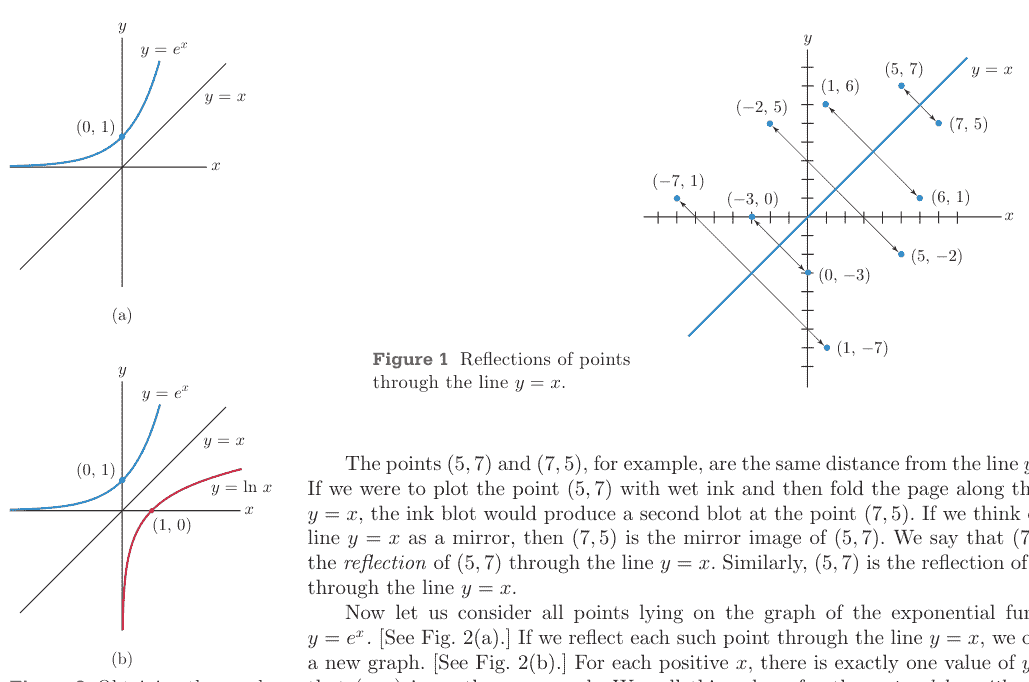 y
y = e^x
y = x
(0, 1)
x
(a)
y
y = e^x
y = x
(0, 1)
y = ln x
x
(1, 0)
(b)
y
y = x
(5, 7)
(1, 6)
(−2, 5)
(7, 5)
(−7, 1)
(−3, 0)
(6, 1)
x
(5, −2)
(0, −3)
(1, −7)
Figure 1 Reflections of points
through the line y = x.
The points (5, 7) and (7, 5), for example, are the same distance from the line y
If we were to plot the point (5, 7) with wet ink and then fold the page along th
y = x, the ink blot would produce a second blot at the point (7, 5). If we think
line y = x as a mirror, then (7, 5) is the mirror image of (5, 7). We say that (7
the reflection of (5, 7) through the line y = x. Similarly, (5, 7) is the reflection of
through the line y = x.
Now let us consider all points lying on the graph of the exponential fun
y = e^x. [See Fig. 2(a).] If we reflect each such point through the line y = x, we
a new graph. [See Fig. 2(b).] For each positive x, there is exactly one value of y